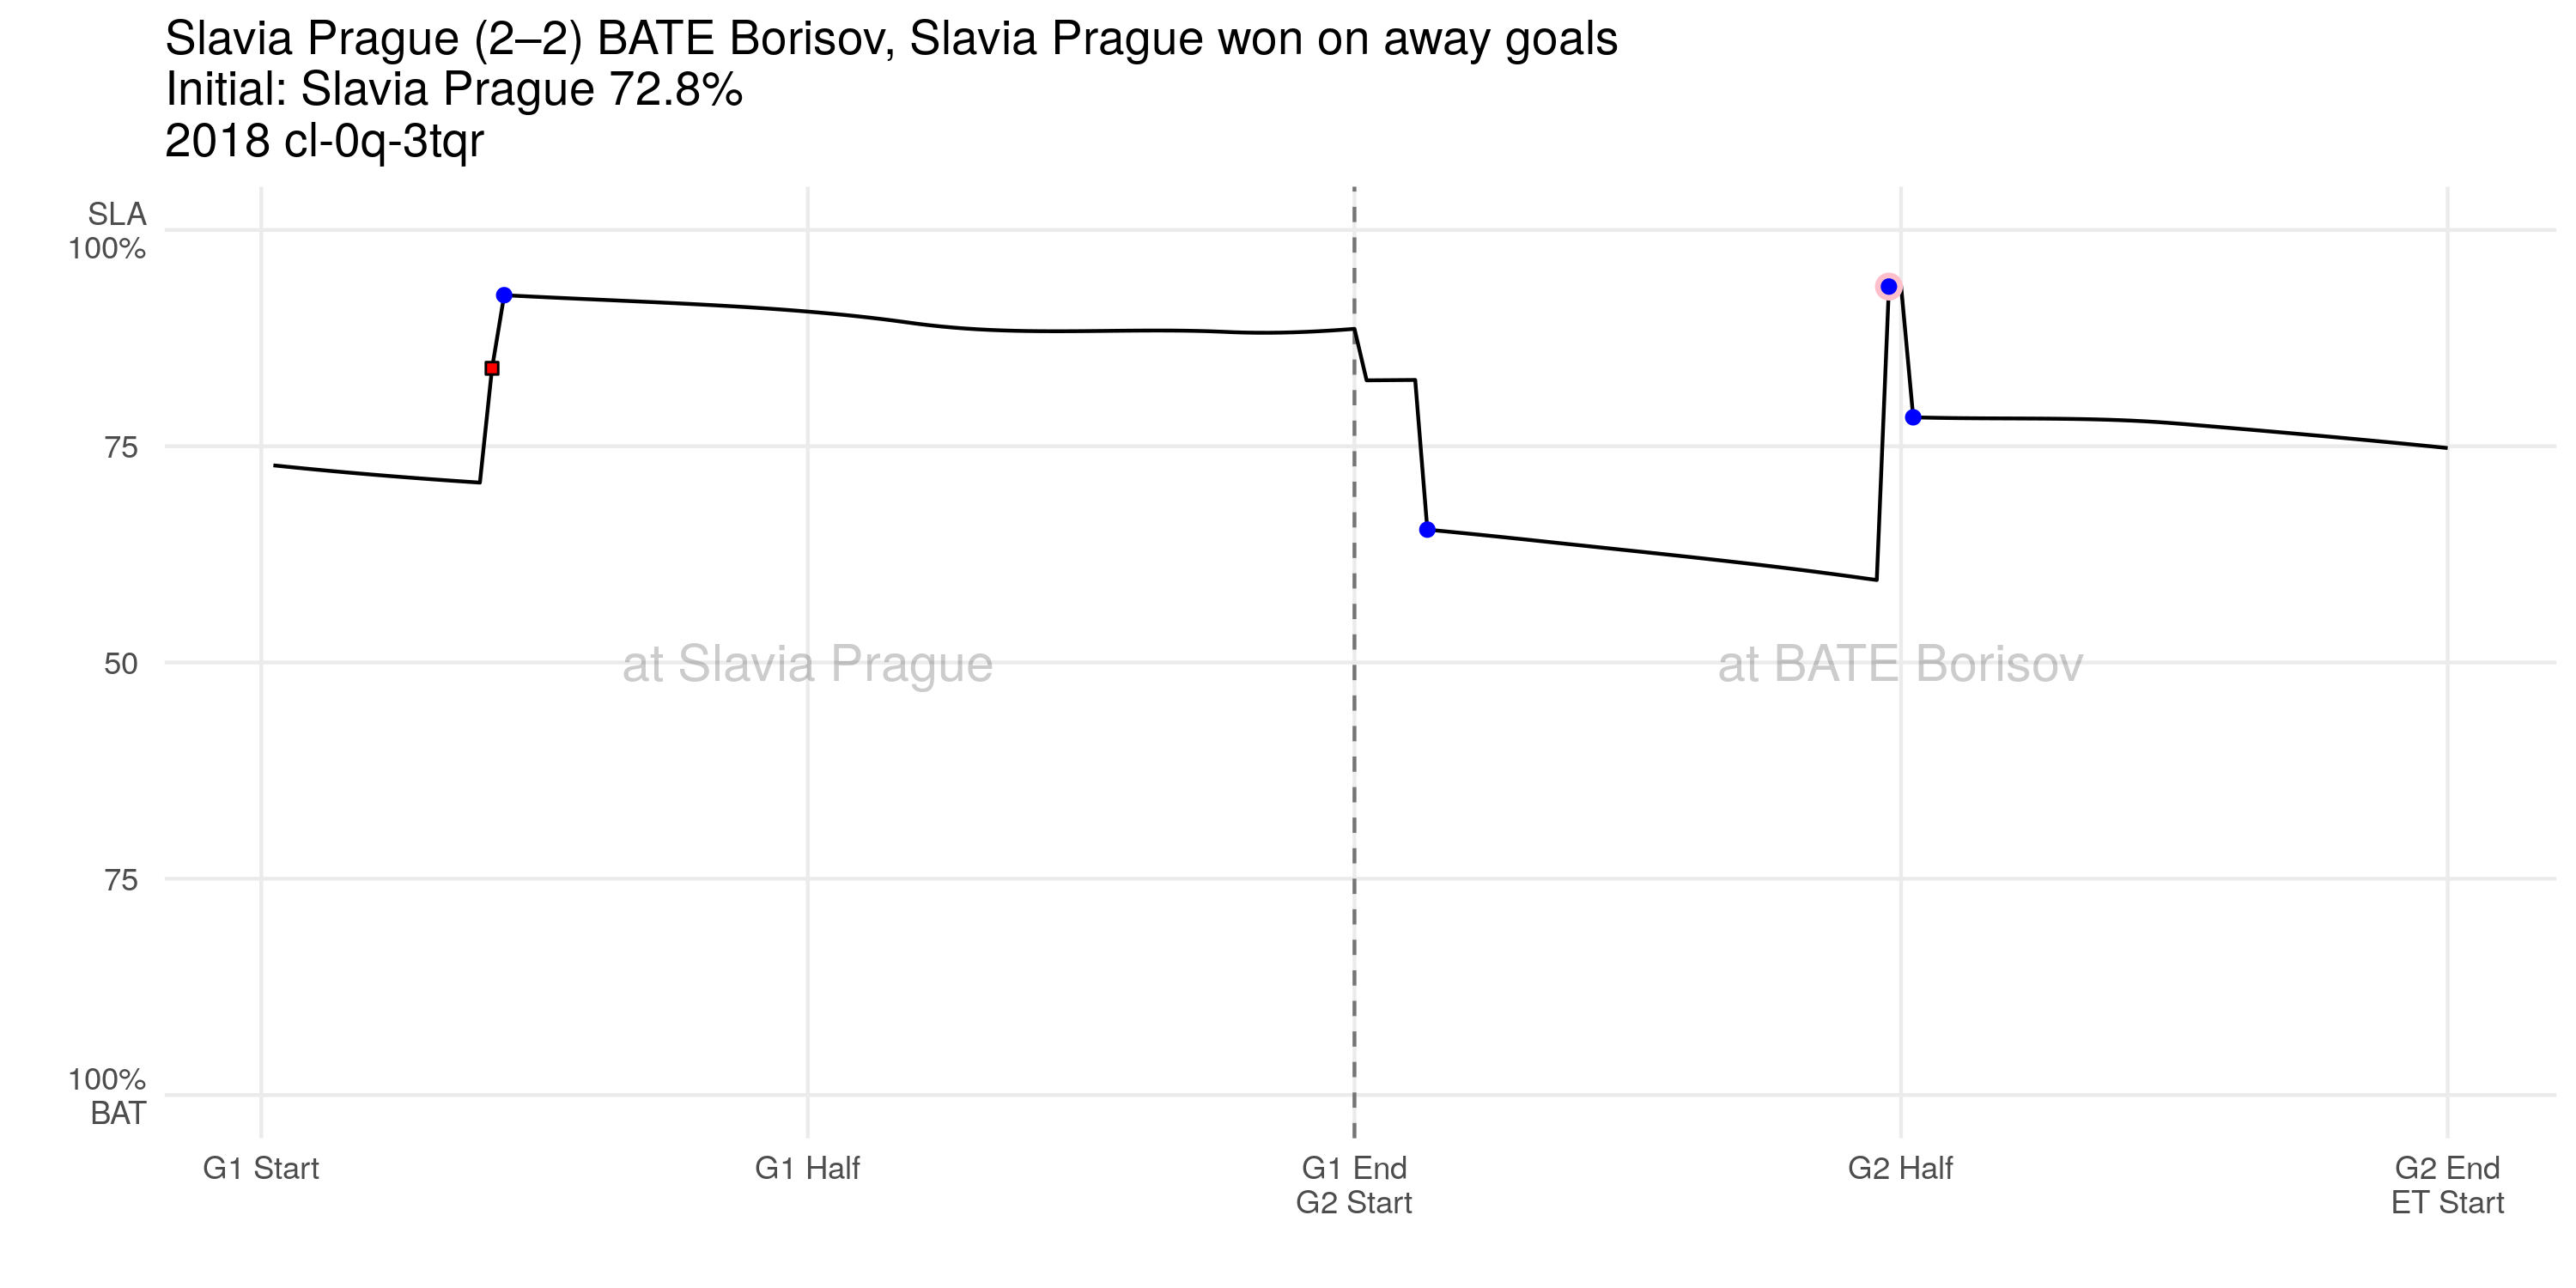 Slavia Prague (2–2) BATE Borisov, Slavia Prague won on away goals
Initial: Slavia Prague 72.8%
2018 cl-0q-3tqr
SLA
100%
75
50
75
100%
BAT
at Slavia Prague
at BATE Borisov
G1 Start
G1 Half
G1 End
G2 Start
G2 Half
G2 End
ET Start